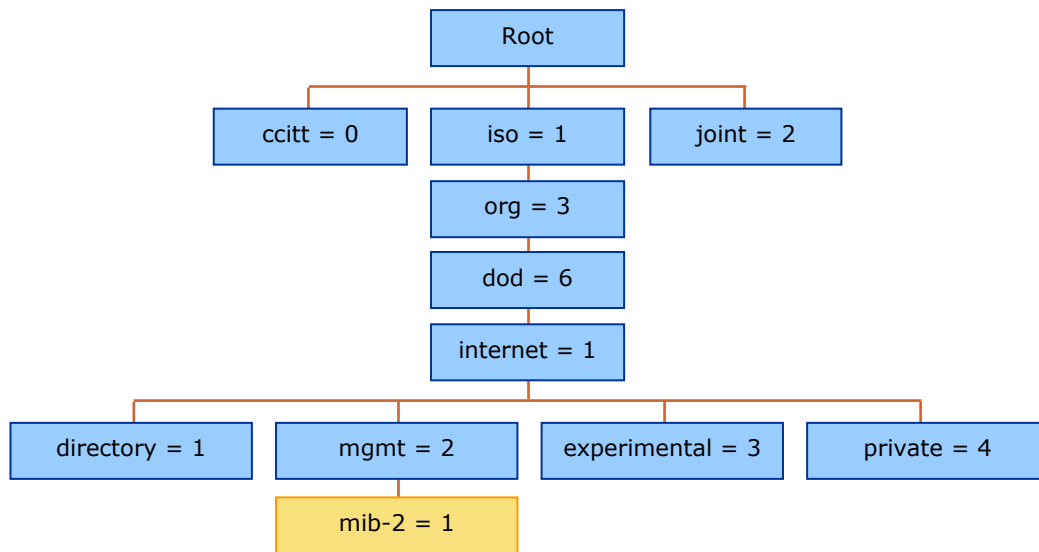 Root
ccitt = 0
iso = 1
joint = 2
org = 3
dod = 6
internet = 1
directory = 1
mgmt = 2
experimental = 3
private = 4
mib-2 = 1